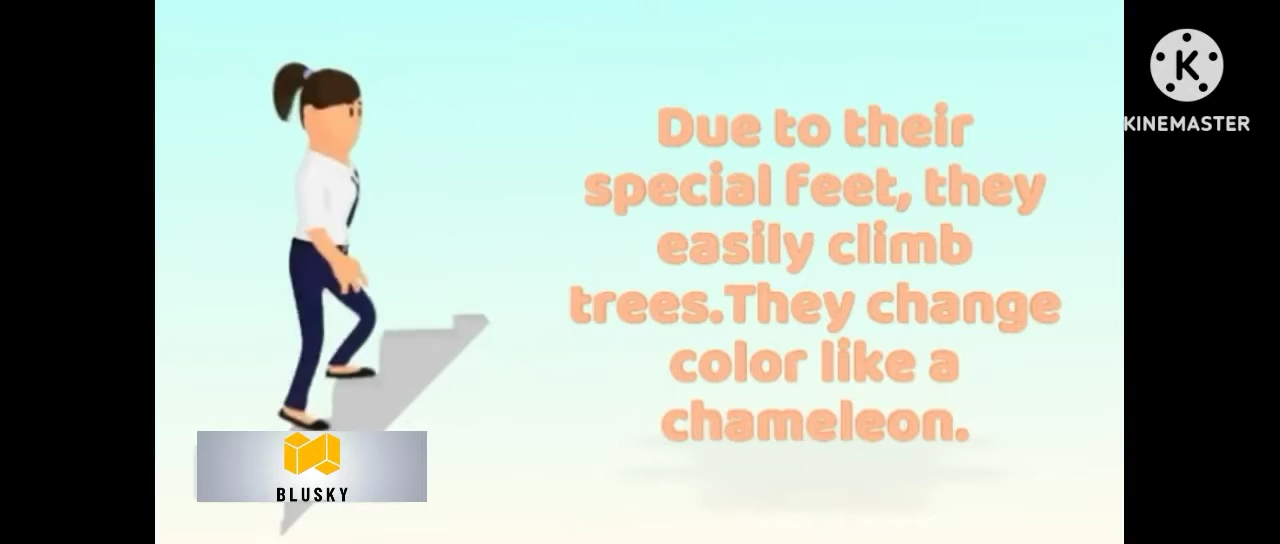 Due to their
special feet, they
easily climb
trees.They change
color like a
chameleon.
K
KINEMASTER
BLUSKY